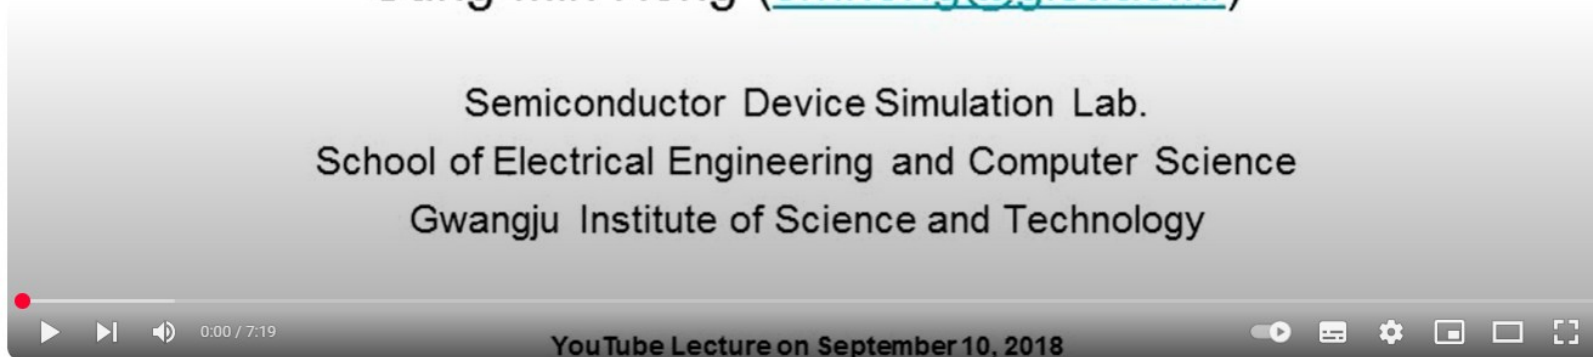 Semiconductor Device Simulation Lab.
School of Electrical Engineering and Computer Science
Gwangju Institute of Science and Technology
0:00 / 7:19
YouTube Lecture on September 10, 2018